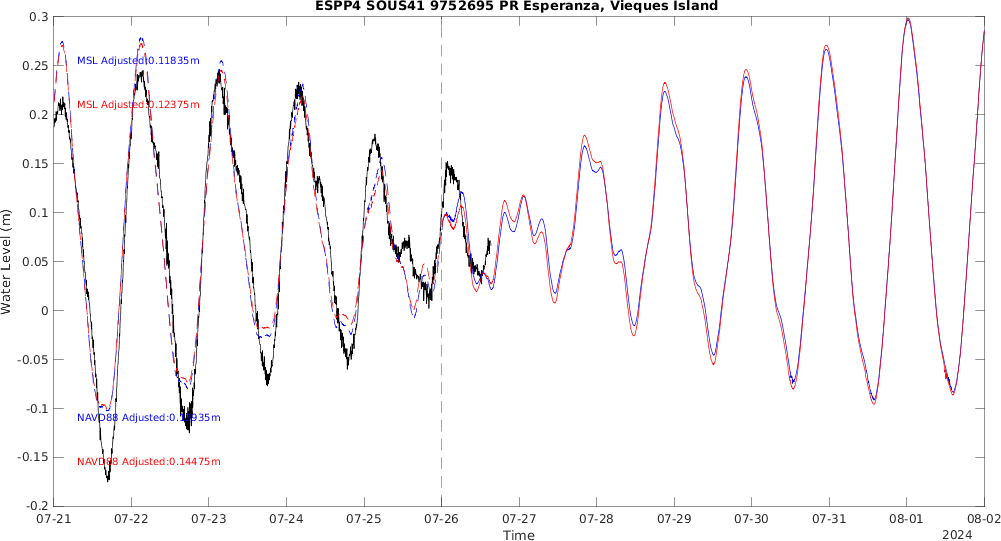 ESPP4 SOUS41 9752695 PR Esperanza, Vieques Island
0.3
0.25
0.2
0.15
0.1
0.05
0
-0.05
-0.1
-0.15
-0.2
Water Level (m)
MSL Adjusted:0.11835m
MSL Adjusted:0.12375m
NAVD88
NAVD88 Adjusted:0.14475m
07-21 07-22 07-23 07-24 07-25 07-26 07-27 07-28 07-29 07-30 07-31 08-01 08-02
Time
2024